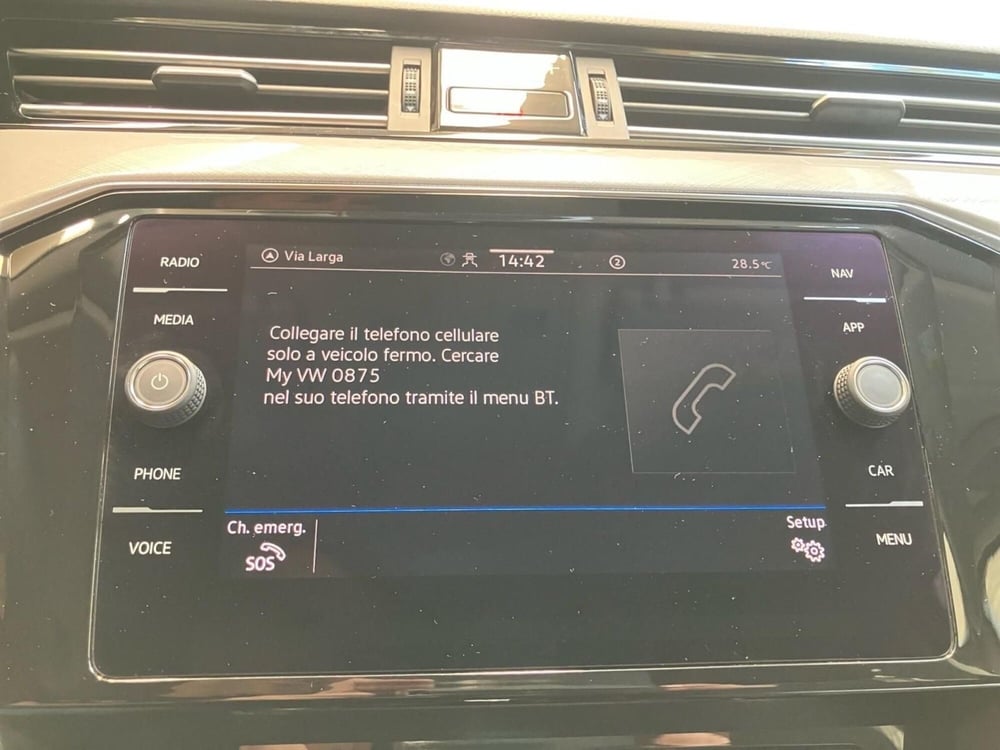 RADIO
MEDIA
PHONE
VOICE
Via Larga
14:42
2
28.5°C
Collegare il telefono cellulare
solo a veicolo fermo. Cercare
My VW 0875
nel suo telefono tramite il menu BT.
Ch. emerg.
SOS
Setup
NAV
APP
CAR
MENU